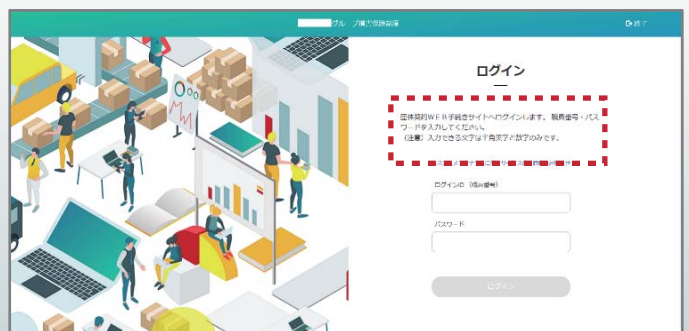 グループ損害保険制度
終了
ログイン
団体契約WEB手続きサイトへログインします。 職員番号・パス
ワードを入力してください。
(注意)入力できる文字は半角英字と数字のみです。
ログインID(職員番号)
パスワード
ログイン